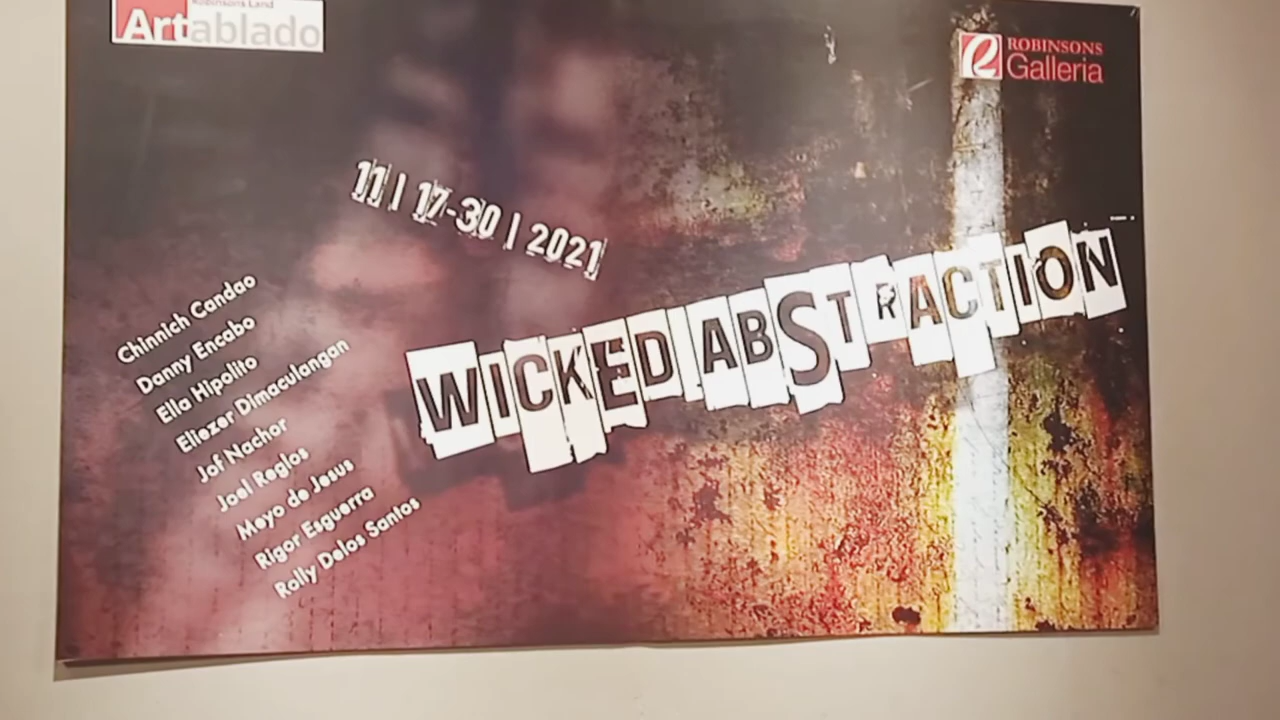 Robinsons Land
Artablado
ROBINSONS
Galleria
11 | 17-30 | 2021
WICKED ABSTRACTION
Chinnich Candao
Danny Encabo
Ella Hipolito
Eliezer Dimaculangan
Jof Nachor
Joel Reglos
Moyo de Jesus
Rigor Esguerra
Rolly Delos Santos